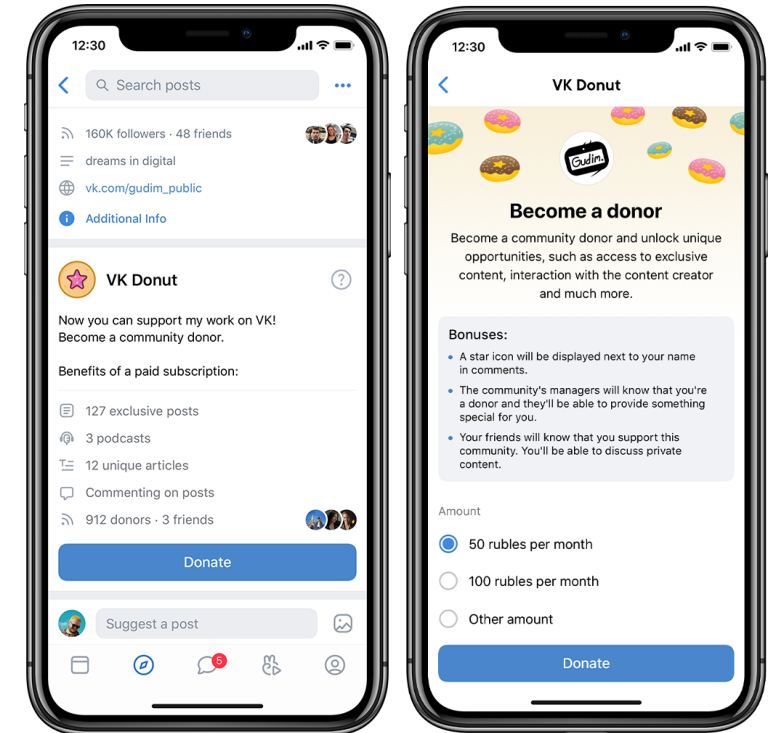 12:30
Search posts
160K followers · 48 friends
dreams in digital
vk.com/gudim_public
Additional Info
VK Donut
Now you can support my work on VK!
Become a community donor.
Benefits of a paid subscription:
127 exclusive posts
3 podcasts
12 unique articles
Commenting on posts
912 donors · 3 friends
Donate
Suggest a post
5
12:30
VK Donut
Gudim.
Become a donor
Become a community donor and unlock unique
opportunities, such as access to exclusive
content, interaction with the content creator
and much more.
Bonuses:
• A star icon will be displayed next to your name
in comments.
• The community's managers will know that you're
a donor and they'll be able to provide something
special for you.
• Your friends will know that you support this
community. You'll be able to discuss private
content.
Amount
50 rubles per month
100 rubles per month
Other amount
Donate